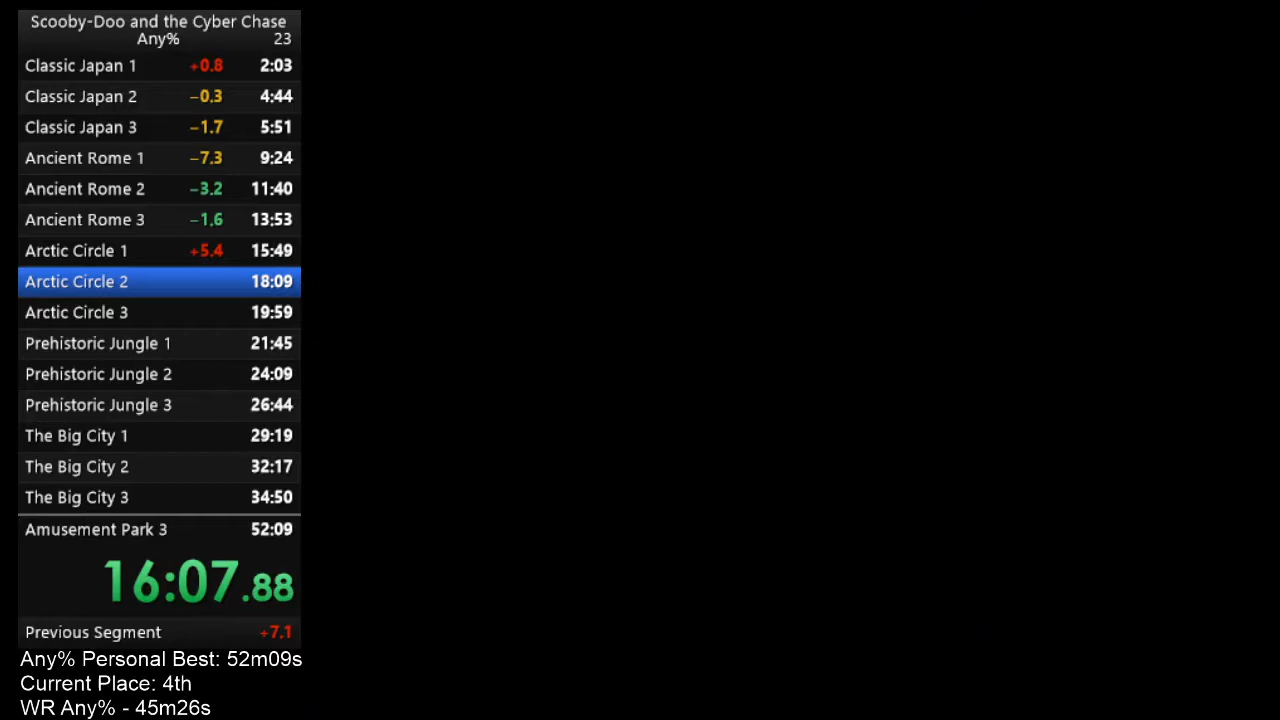 Scooby-Doo and the Cyber Chase
Any% 23
Classic Japan 1 +0.8 2:03
Classic Japan 2 −0.3 4:44
Classic Japan 3 −1.7 5:51
Ancient Rome 1 −7.3 9:24
Ancient Rome 2 −3.2 11:40
Ancient Rome 3 −1.6 13:53
Arctic Circle 1 +5.4 15:49
Arctic Circle 2 18:09
Arctic Circle 3 19:59
Prehistoric Jungle 1 21:45
Prehistoric Jungle 2 24:09
Prehistoric Jungle 3 26:44
The Big City 1 29:19
The Big City 2 32:17
The Big City 3 34:50
Amusement Park 3 52:09
16:07.88
Previous Segment +7.1
Any% Personal Best: 52m09s
Current Place: 4th
WR Any% - 45m26s